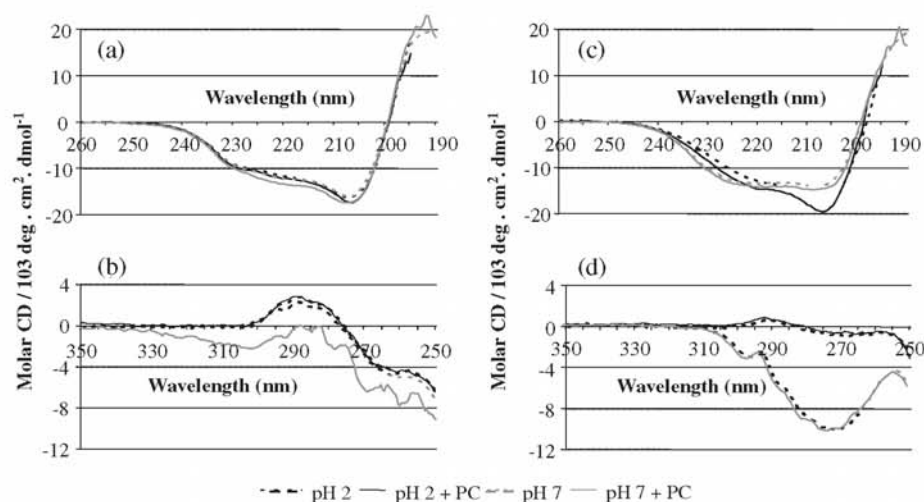 (a)
20
10
Wavelength (nm)
0
260 240 230 220 210 200 190
-10
-20
Molar CD / 103 deg . cm². dmol⁻¹
(b)
4
0
350 330 310 290 270 250
-4
Wavelength (nm)
-8
-12
(c)
20
10
Wavelength (nm)
0
260 240 230 220 210 200 190
-10
-20
Molar CD / 103 deg . cm². dmol⁻¹
(d)
4
0
350 330 310 290 270 260
-4
Wavelength (nm)
-8
-12
pH 2 pH 2 + PC pH 7 pH 7 + PC